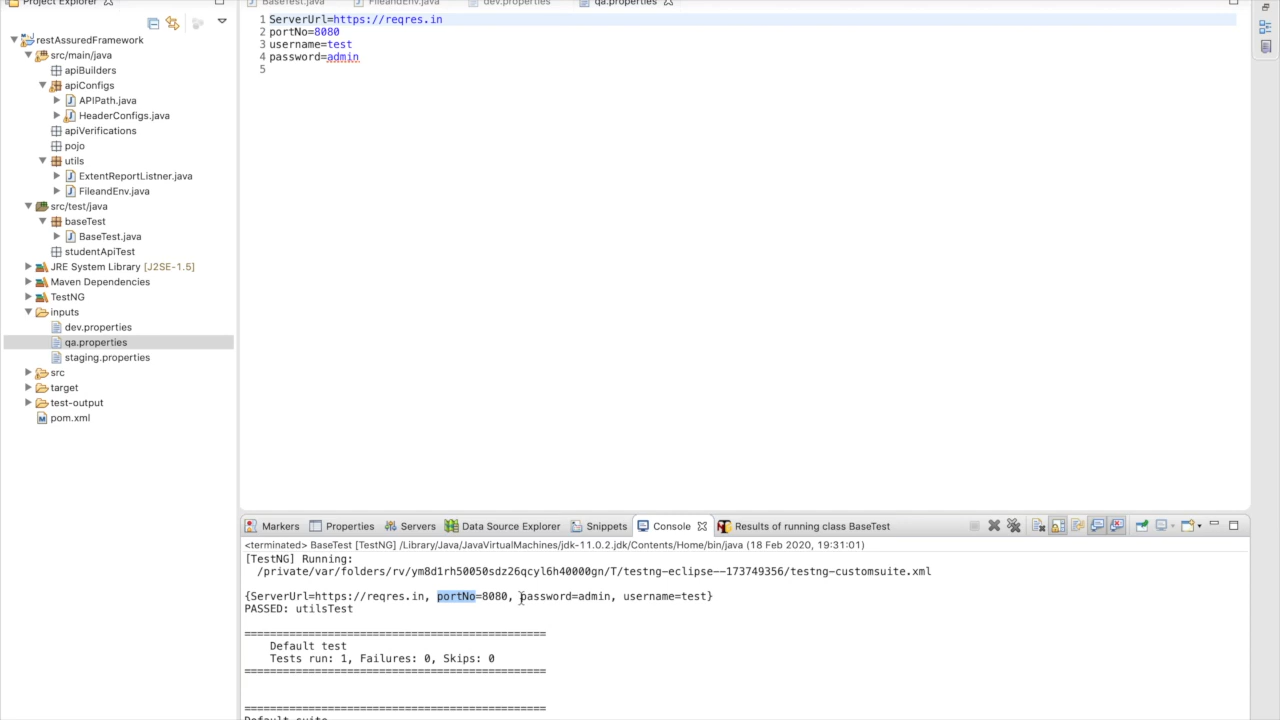 Project Explorer
BaseTest.java
FileandEnv.java
dev.properties
qa.properties
restAssuredFramework
src/main/java
apiBuilders
apiConfigs
APIPath.java
HeaderConfigs.java
apiVerifications
pojo
utils
ExtentReportListner.java
FileandEnv.java
src/test/java
baseTest
BaseTest.java
studentApiTest
JRE System Library [J2SE-1.5]
Maven Dependencies
TestNG
inputs
dev.properties
qa.properties
staging.properties
src
target
test-output
pom.xml
1 ServerUrl=https://reqres.in
2 portNo=8080
3 username=test
4 password=admin
5
Markers Properties Servers Data Source Explorer Snippets Console Results of running class BaseTest
<terminated> BaseTest [TestNG] /Library/Java/JavaVirtualMachines/jdk-11.0.2.jdk/Contents/Home/bin/java (18 Feb 2020, 19:31:01)
[TestNG] Running:
/private/var/folders/rv/ym8d1rh50050sdz26qcyl6h40000gn/T/testng-eclipse--173749356/testng-customsuite.xml
{ServerUrl=https://reqres.in, portNo=8080, password=admin, username=test}
PASSED: utilsTest
===============================================
Default test
Tests run: 1, Failures: 0, Skips: 0
===============================================
===============================================
Default suite